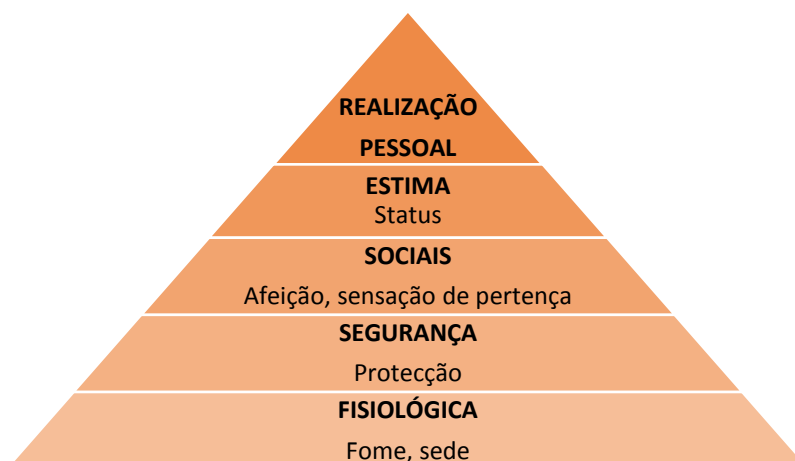 REALIZAÇÃO
PESSOAL
ESTIMA
Status
SOCIAIS
Afeição, sensação de pertença
SEGURANÇA
Protecção
FISIOLÓGICA
Fome, sede